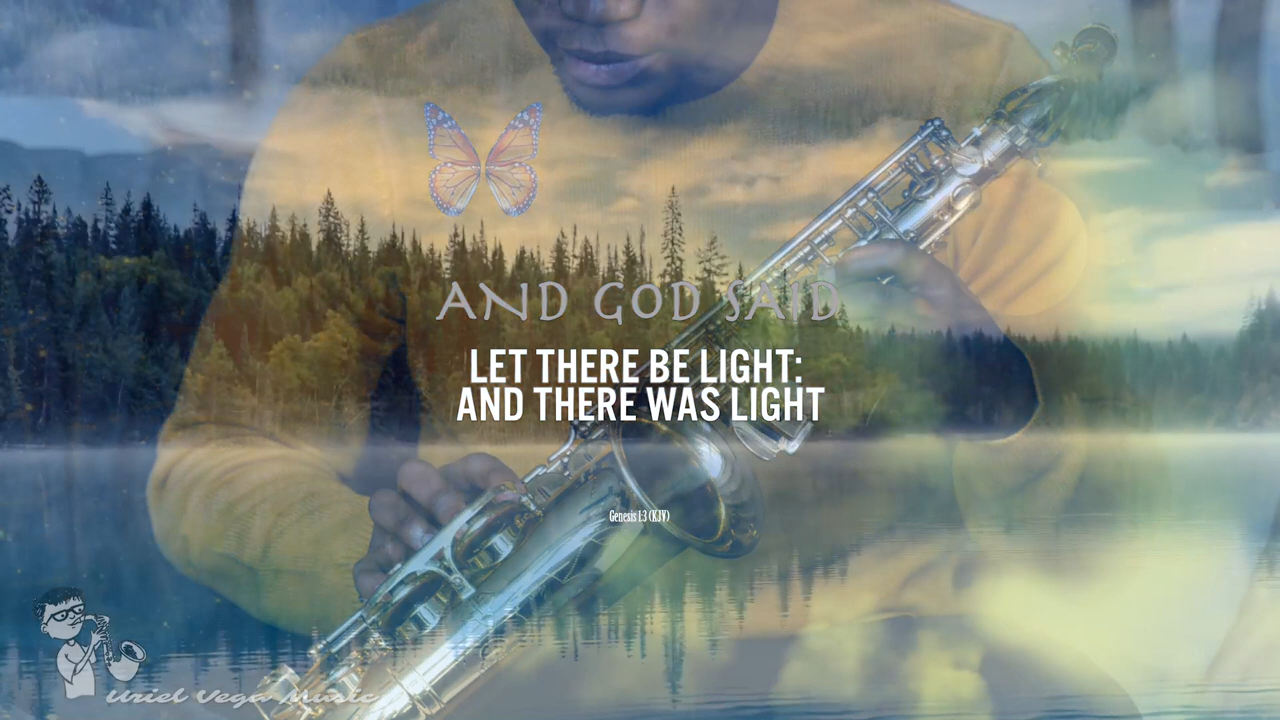 AND GOD SAID
LET THERE BE LIGHT:
AND THERE WAS LIGHT
Genesis 1:3 (KJV)
Uriel Vega Music